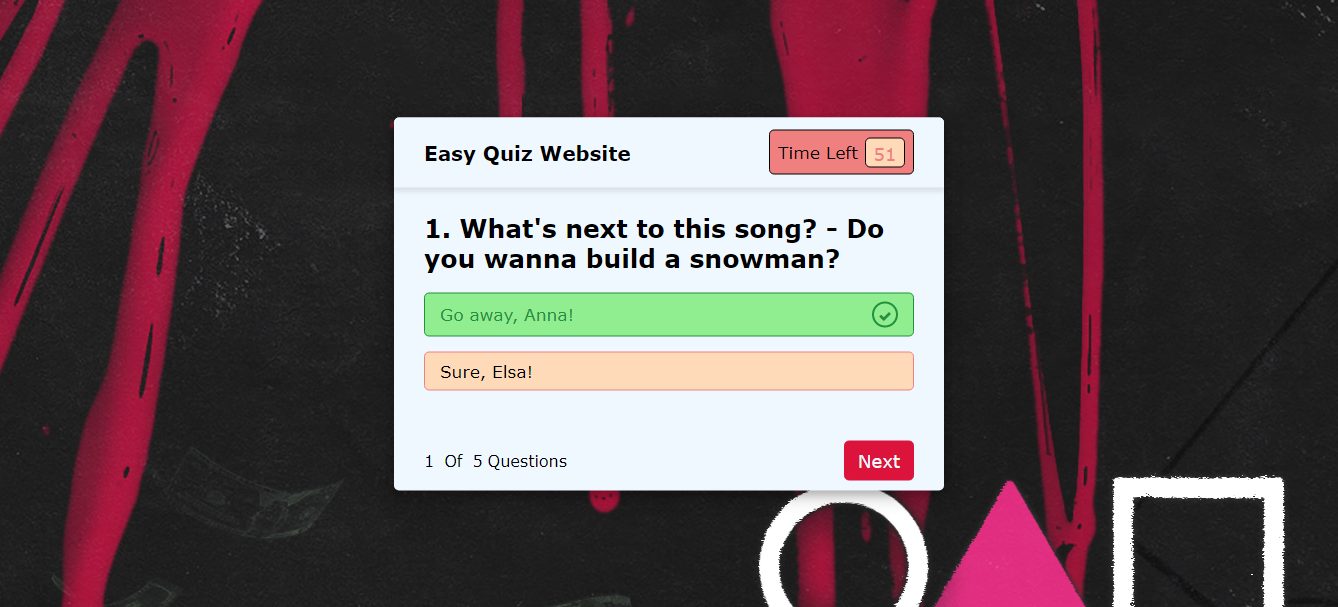 Easy Quiz Website
Time Left 51
1. What's next to this song? - Do
you wanna build a snowman?
Go away, Anna!
Sure, Elsa!
1 Of 5 Questions
Next